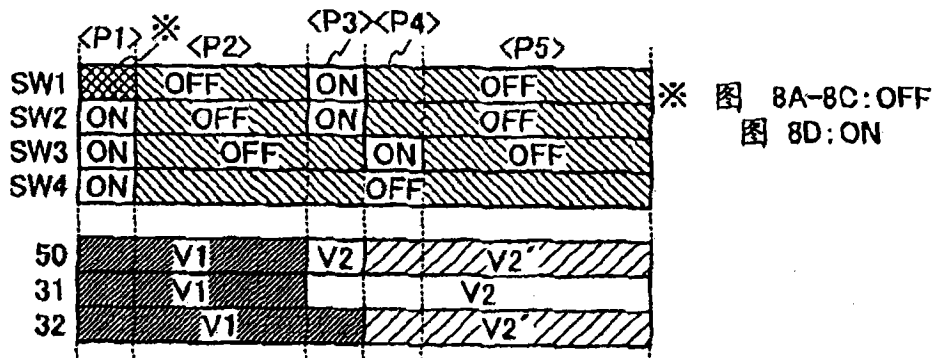 <P1> ※ <P2> <P3> <P4> <P5>
SW1 OFF ON OFF
SW2 ON OFF ON OFF
SW3 ON OFF ON OFF
SW4 ON OFF
※ 图 8A-8C:OFF
图 8D:ON
50 V1 V2 V2′
31 V1 V2
32 V1 V2′